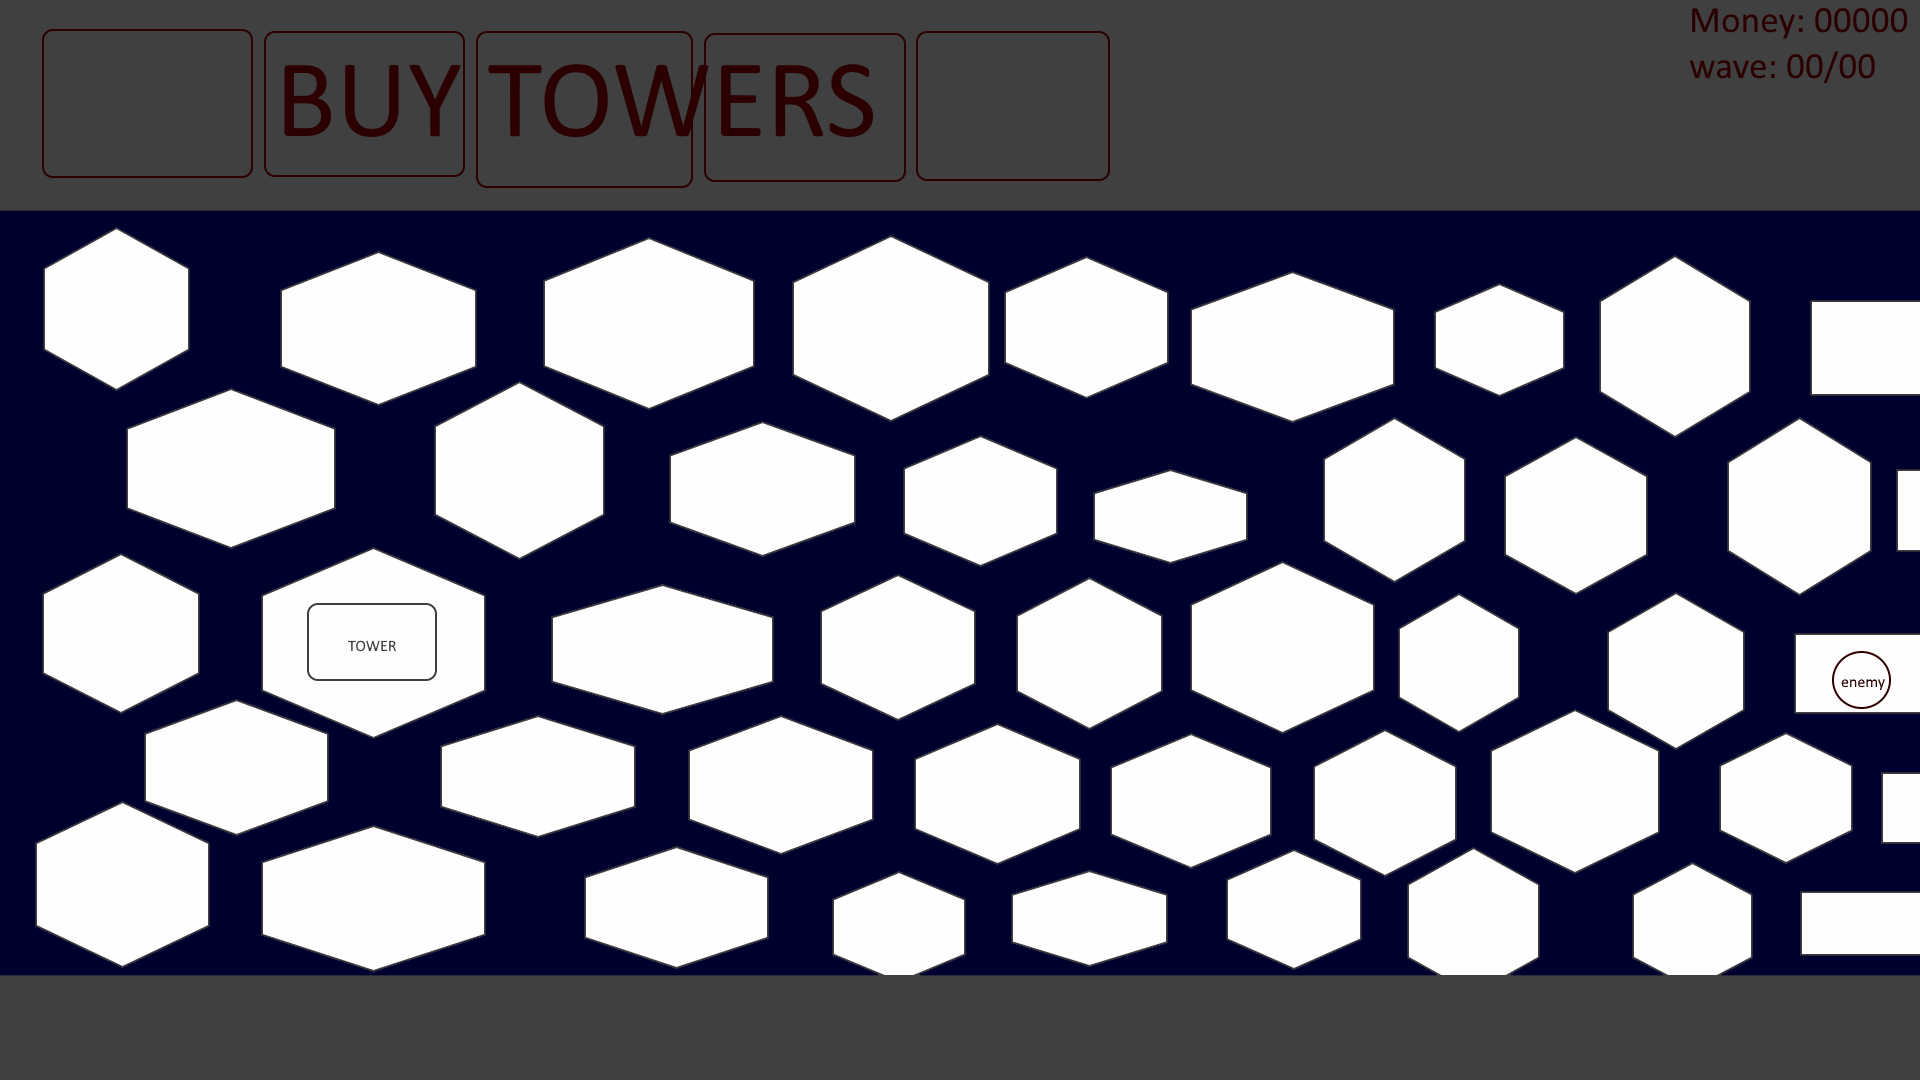 Money: 00000
wave: 00/00
BUY TOWERS
TOWER
enemy